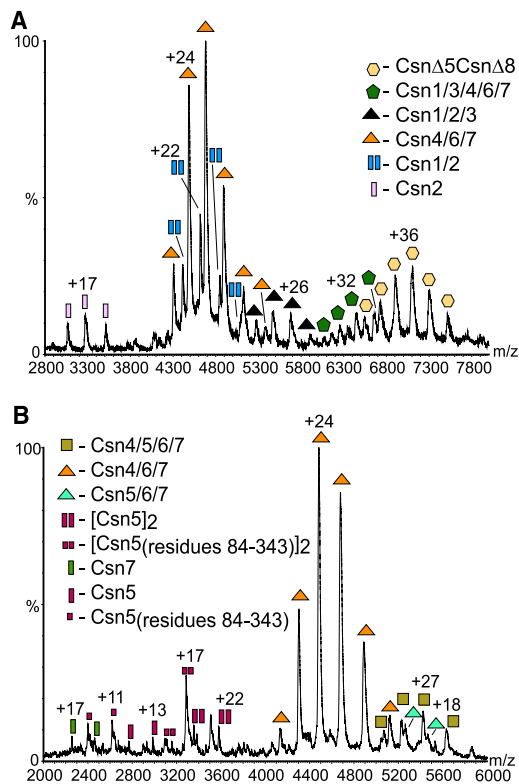 A
100
%
0
+24
+22
+17
+26
+32
+36
CsnΔ5CsnΔ8
- Csn1/3/4/6/7
- Csn1/2/3
- Csn4/6/7
- Csn1/2
- Csn2
2800 3300 3800 4300 4800 5300 5800 6300 6800 7300 7800 m/z
B
100
%
0
- Csn4/5/6/7
- Csn4/6/7
- Csn5/6/7
- [Csn5]2
- [Csn5(residues 84-343)]2
- Csn7
- Csn5
- Csn5(residues 84-343)
+24
+17
+17
+11
+13
+22
+27
+18
2000 2400 2800 3200 3600 4000 4400 4800 5200 5600 6000
m/z